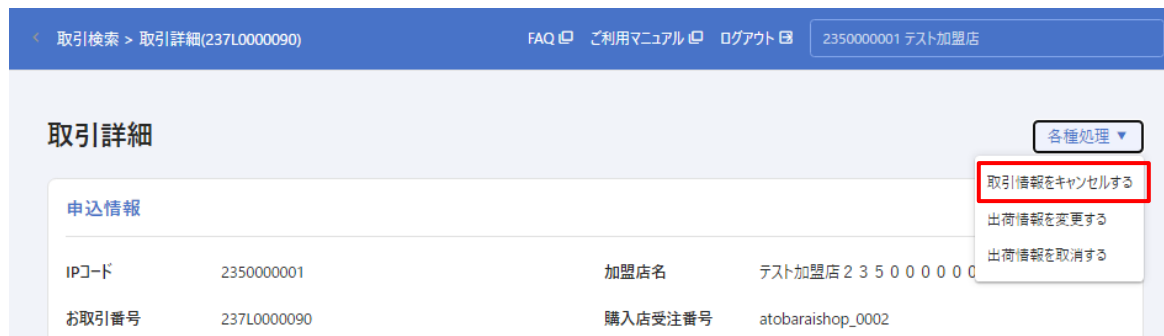 取引検索 > 取引詳細(237L0000090) FAQ ご利用マニュアル ログアウト 2350000001 テスト加盟店
取引詳細
各種処理 ▼
取引情報をキャンセルする
出荷情報を変更する
出荷情報を取消する
申込情報
IPコード 2350000001 加盟店名 テスト加盟店２３５００００００
お取引番号 237L0000090 購入店受注番号 atobaraishop_0002